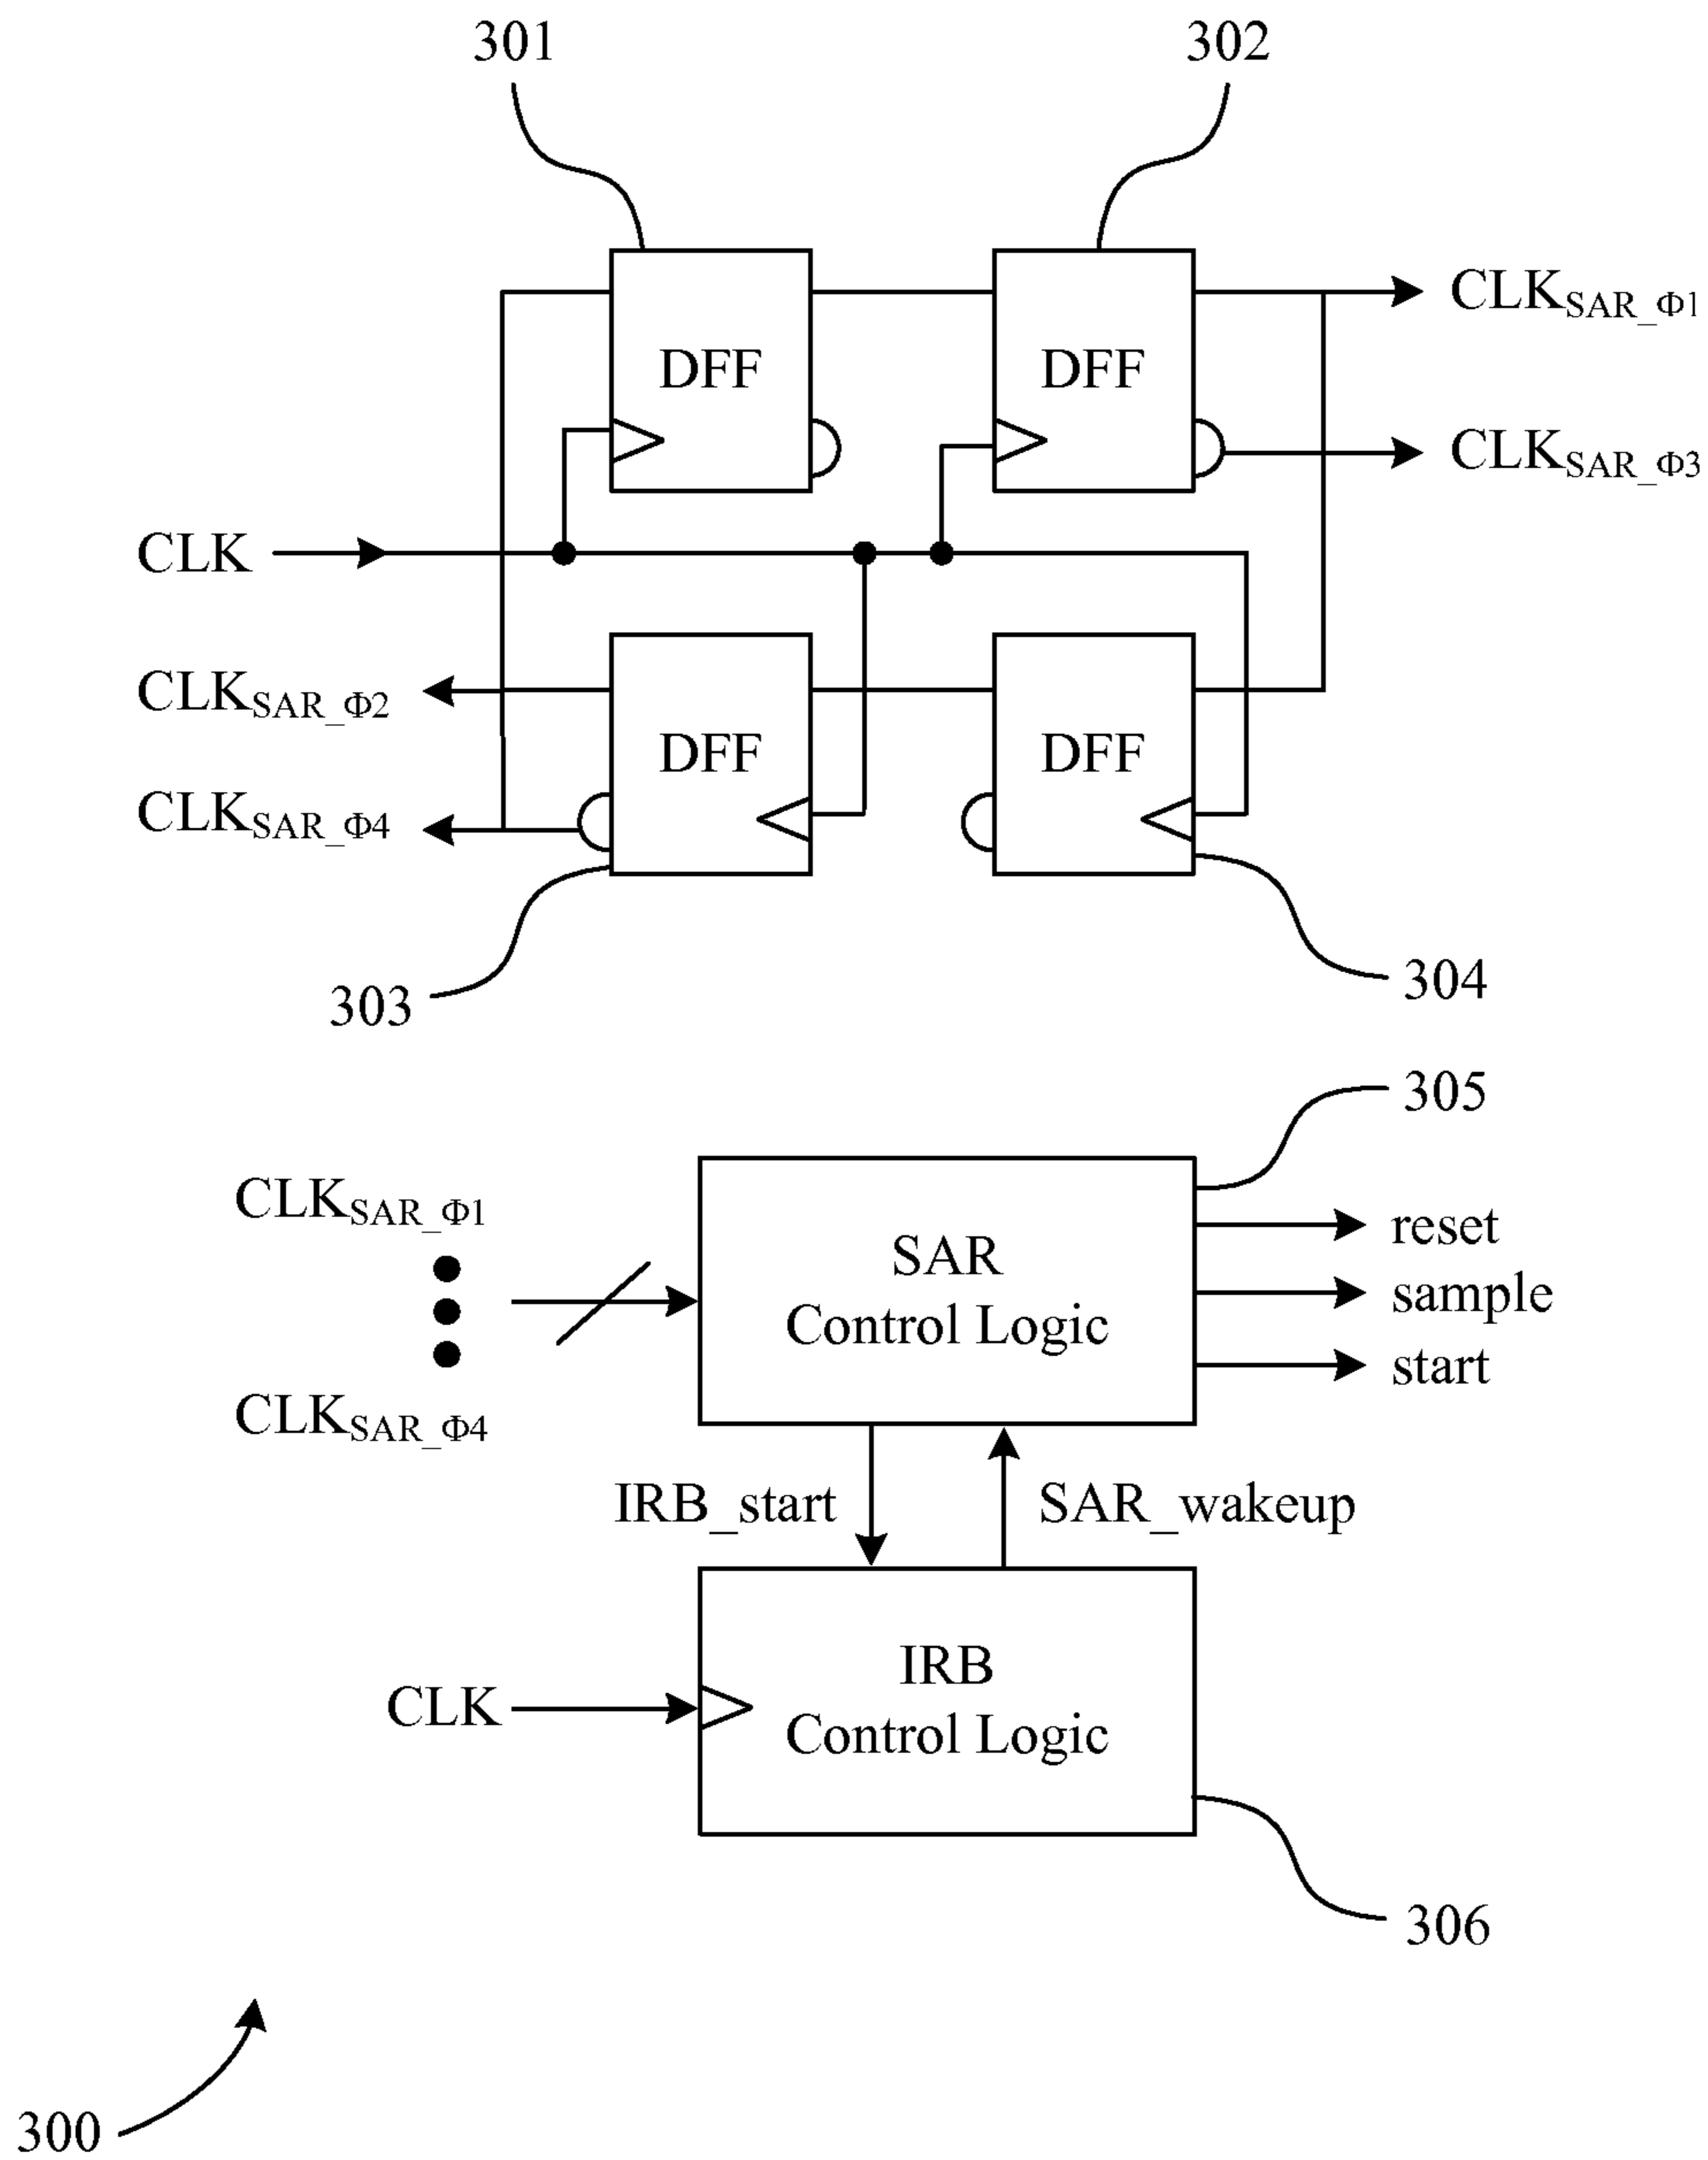 301
302
CLKSAR_Φ1
DFF
DFF
CLKSAR_Φ3
CLK
CLKSAR_Φ2
DFF
DFF
CLKSAR_Φ4
304
303
305
CLKSAR_Φ1
reset
SAR
sample
Control Logic
start
CLKSAR_Φ4
IRB_start
SAR_wakeup
IRB
CLK
Control Logic
306
300